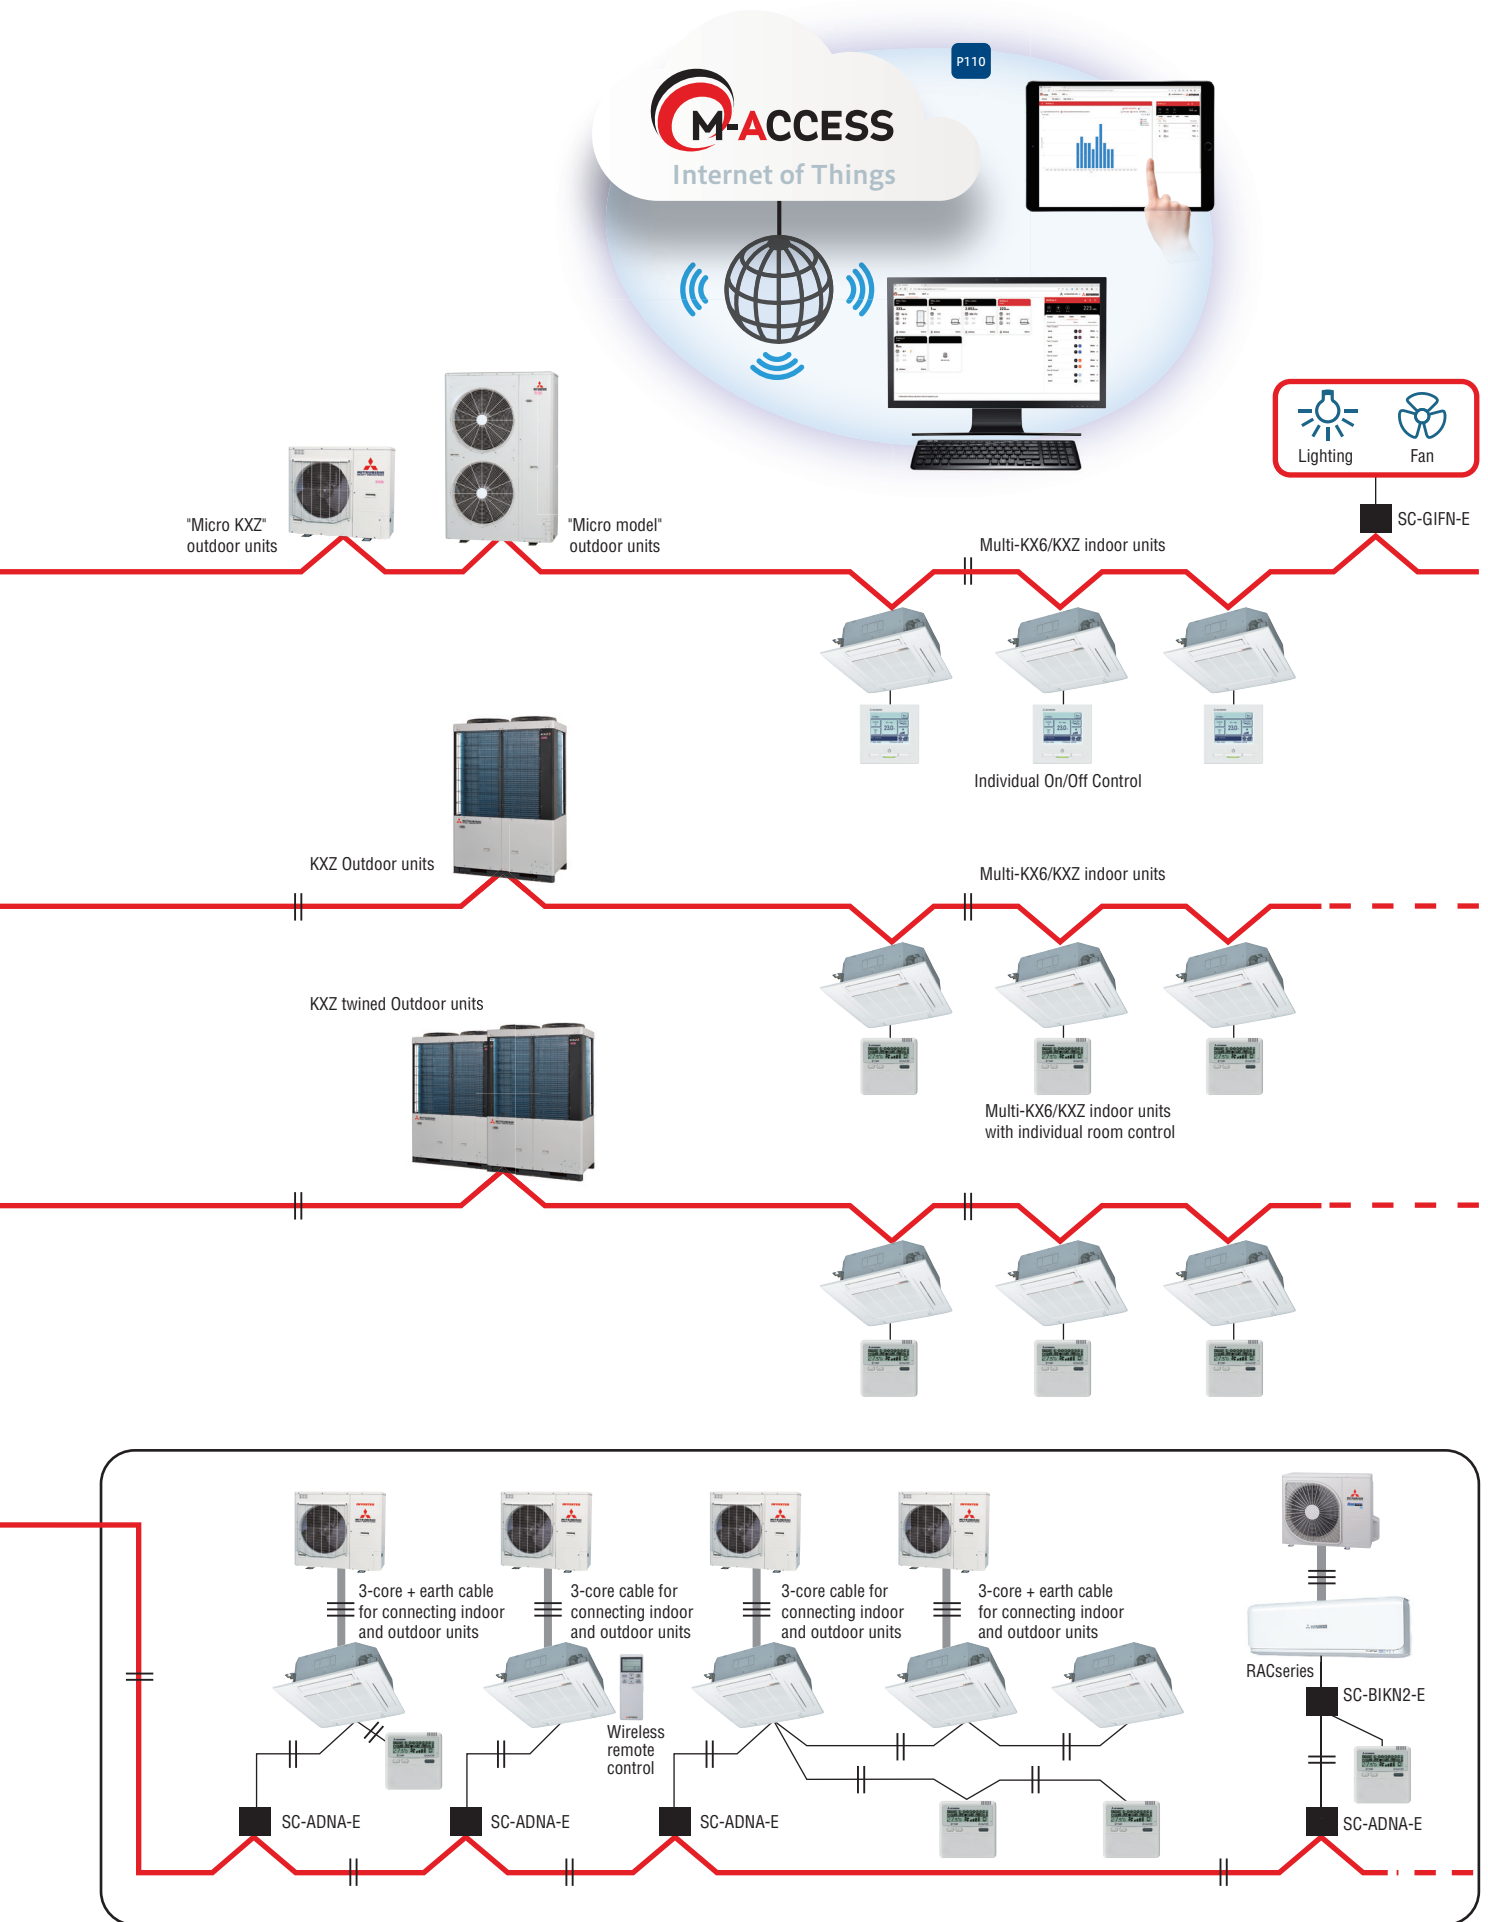 P110
M-ACCESS
Internet of Things
Lighting
Fan
SC-GIFN-E
"Micro KXZ"
outdoor units
"Micro model"
outdoor units
Multi-KX6/KXZ indoor units
Individual On/Off Control
KXZ Outdoor units
Multi-KX6/KXZ indoor units
KXZ twined Outdoor units
Multi-KX6/KXZ indoor units
with individual room control
3-core + earth cable
for connecting indoor
and outdoor units
3-core cable for
connecting indoor
and outdoor units
3-core cable for
connecting indoor
and outdoor units
3-core + earth cable
for connecting indoor
and outdoor units
Wireless
remote
control
RACseries
SC-BIKN2-E
SC-ADNA-E
SC-ADNA-E
SC-ADNA-E
SC-ADNA-E